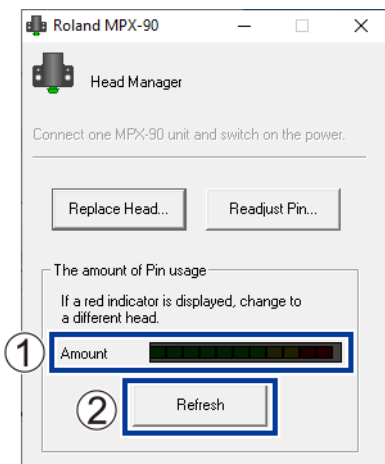 Roland MPX-90
Head Manager
Connect one MPX-90 unit and switch on the power.
Replace Head...
Readjust Pin...
The amount of Pin usage
If a red indicator is displayed, change to
a different head.
1
Amount
2
Refresh